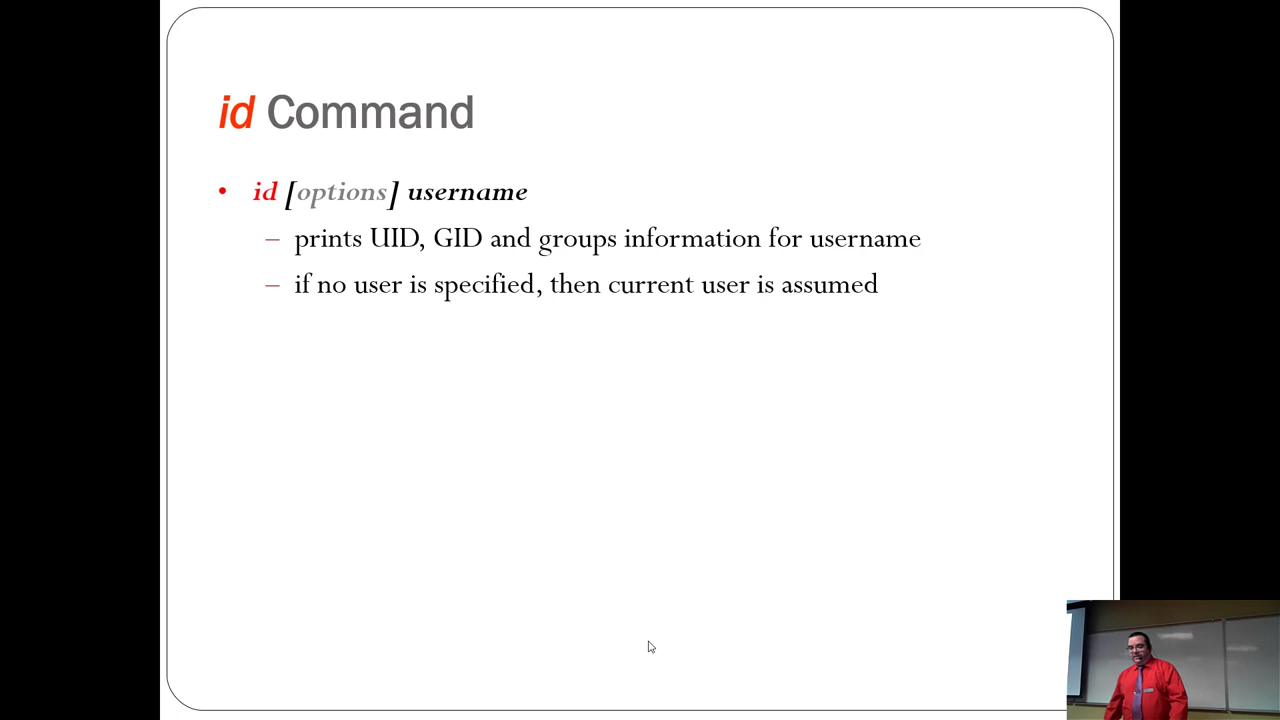 id Command
• id [options] username
– prints UID, GID and groups information for username
– if no user is specified, then current user is assumed